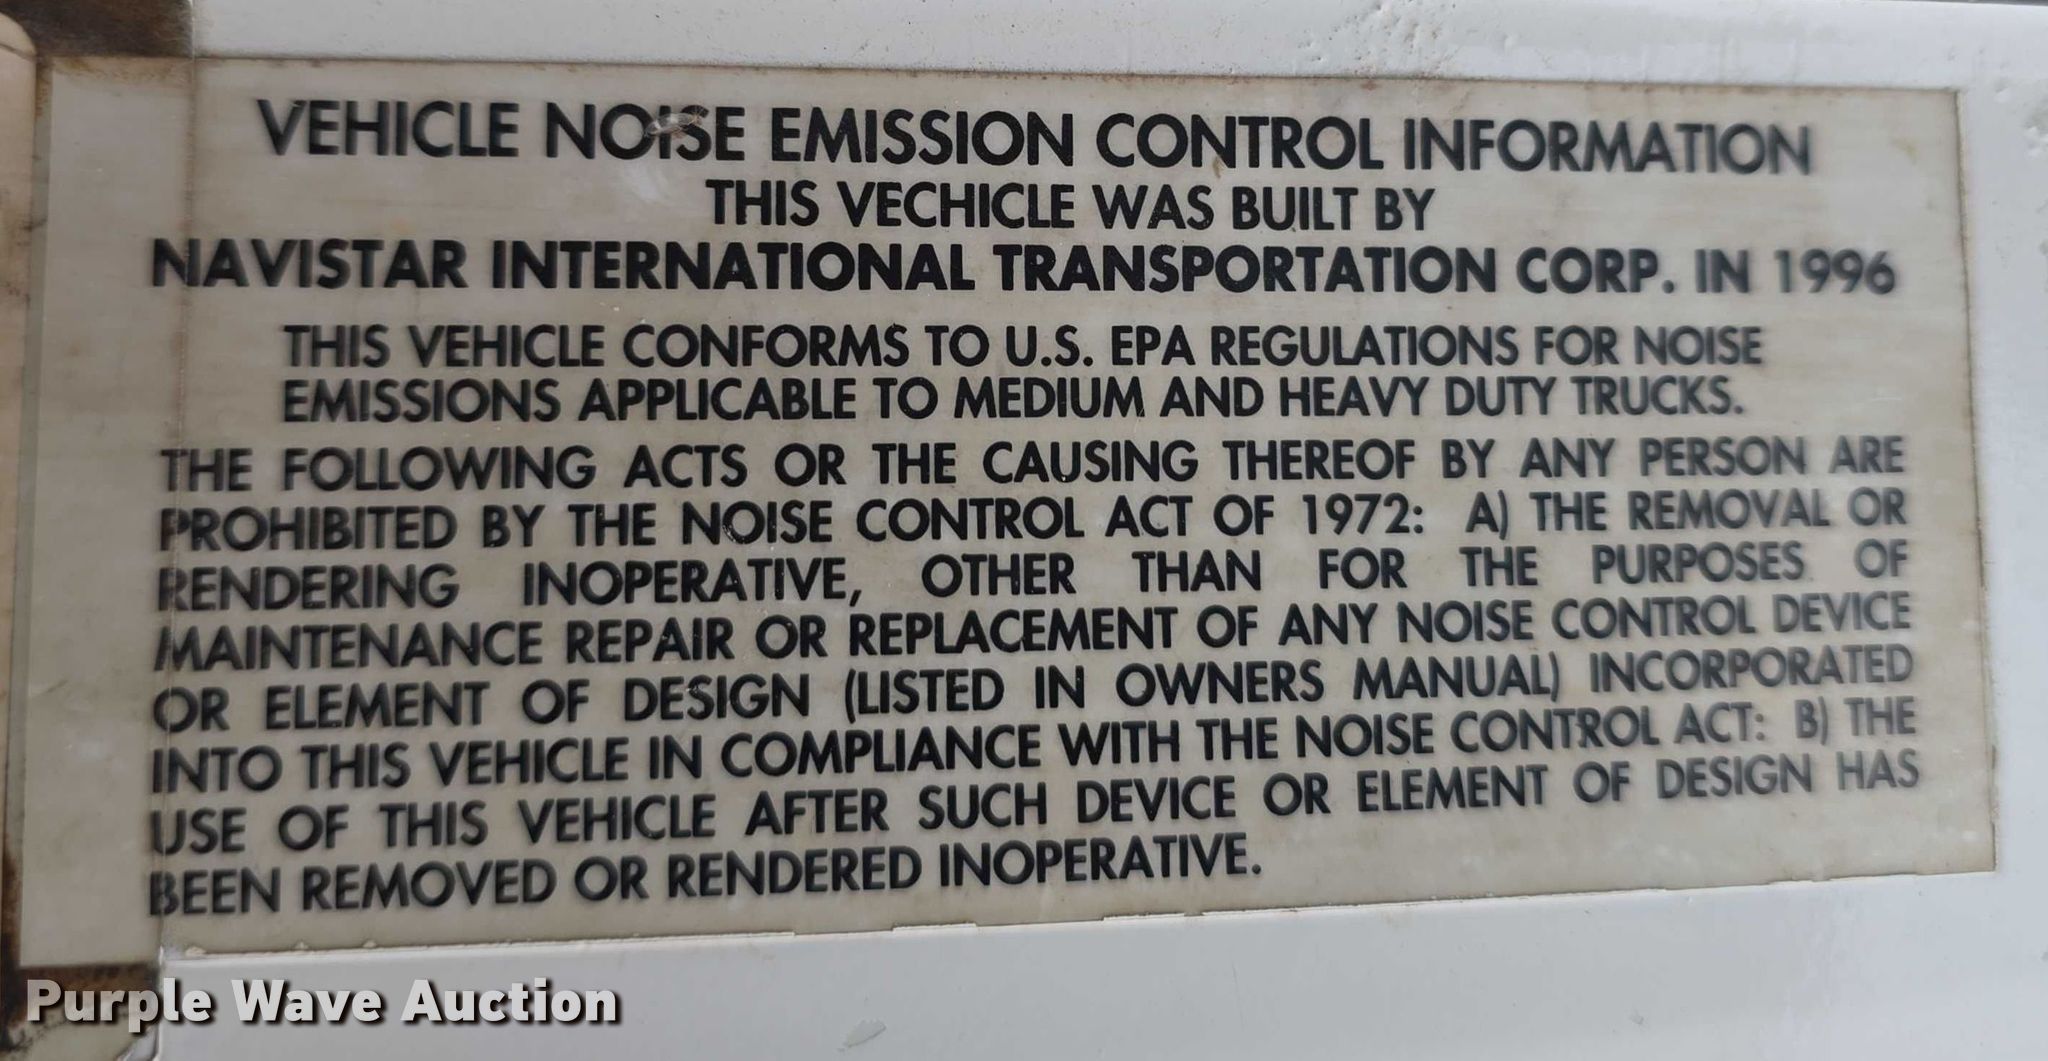 VEHICLE NOISE EMISSION CONTROL INFORMATION
THIS VECHICLE WAS BUILT BY
NAVISTAR INTERNATIONAL TRANSPORTATION CORP. IN 1996
THIS VEHICLE CONFORMS TO U.S. EPA REGULATIONS FOR NOISE
EMISSIONS APPLICABLE TO MEDIUM AND HEAVY DUTY TRUCKS.
THE FOLLOWING ACTS OR THE CAUSING THEREOF BY ANY PERSON ARE
PROHIBITED BY THE NOISE CONTROL ACT OF 1972: A) THE REMOVAL OR
RENDERING INOPERATIVE, OTHER THAN FOR THE PURPOSES OF
MAINTENANCE REPAIR OR REPLACEMENT OF ANY NOISE CONTROL DEVICE
OR ELEMENT OF DESIGN (LISTED IN OWNERS MANUAL) INCORPORATED
INTO THIS VEHICLE IN COMPLIANCE WITH THE NOISE CONTROL ACT: B) THE
USE OF THIS VEHICLE AFTER SUCH DEVICE OR ELEMENT OF DESIGN HAS
BEEN REMOVED OR RENDERED INOPERATIVE.
Purple Wave Auction